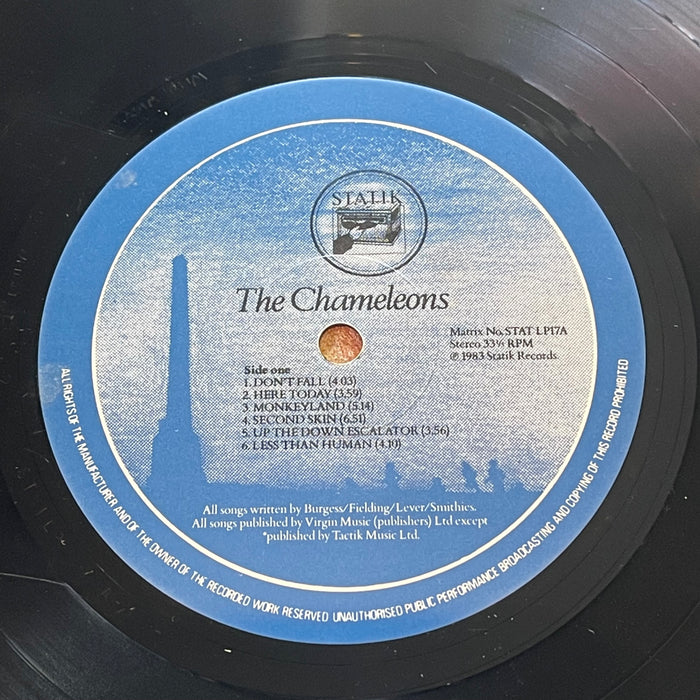 STATIK
The Chameleons
Matrix No. STAT LP17A
Stereo 33⅓ RPM
℗ 1983 Statik Records.
Side one
1. DON'T FALL (4.03)
2. HERE TODAY (3.59)
3. MONKEYLAND (5.14)
4. SECOND SKIN (6.51)
5. UP THE DOWN ESCALATOR (3.56)
6. LESS THAN HUMAN (4.10)
All songs written by Burgess/Fielding/Lever/Smithies.
All songs published by Virgin Music (publishers) Ltd except
*published by Tactik Music Ltd.
ALL RIGHTS OF THE MANUFACTURER AND OF THE OWNER OF THE RECORDED WORK RESERVED UNAUTHORISED PUBLIC PERFORMANCE BROADCASTING AND COPYING OF THIS RECORD PROHIBITED